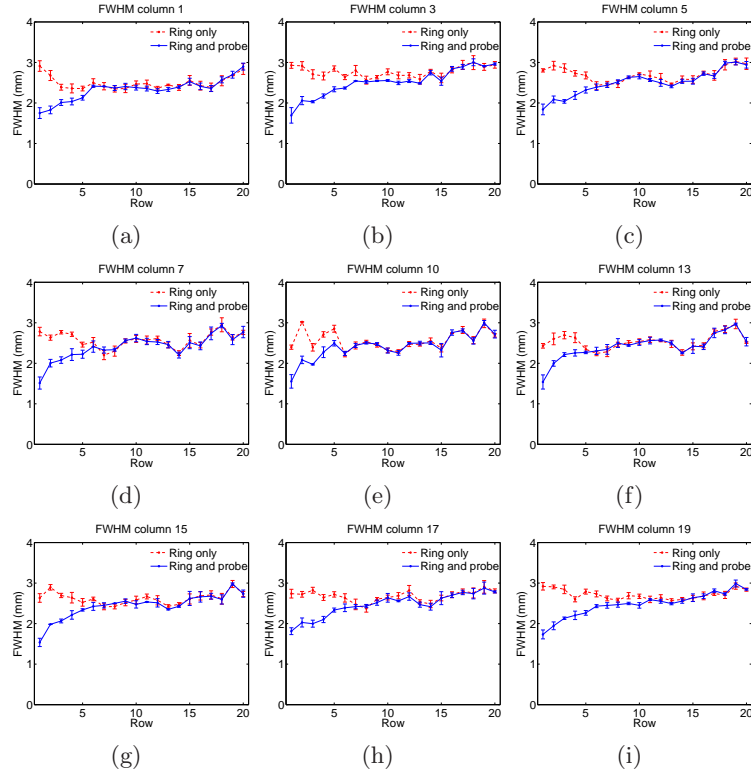 FWHM column 1
FWHM column 3
FWHM column 5
4
3
2
1
0
FWHM (mm)
5
10
15
20
Row
Ring only
Ring and probe
4
3
2
1
0
FWHM (mm)
5
10
15
20
Row
Ring only
Ring and probe
4
3
2
1
0
FWHM (mm)
5
10
15
20
Row
Ring only
Ring and probe
(a)
(b)
(c)
FWHM column 7
FWHM column 10
FWHM column 13
4
3
2
1
0
FWHM (mm)
5
10
15
20
Row
Ring only
Ring and probe
4
3
2
1
0
FWHM (mm)
5
10
15
20
Row
Ring only
Ring and probe
4
3
2
1
0
FWHM (mm)
5
10
15
20
Row
Ring only
Ring and probe
(d)
(e)
(f)
FWHM column 15
FWHM column 17
FWHM column 19
4
3
2
1
0
FWHM (mm)
5
10
15
20
Row
Ring only
Ring and probe
4
3
2
1
0
FWHM (mm)
5
10
15
20
Row
Ring only
Ring and probe
4
3
2
1
0
FWHM (mm)
5
10
15
20
Row
Ring only
Ring and probe
(g)
(h)
(i)